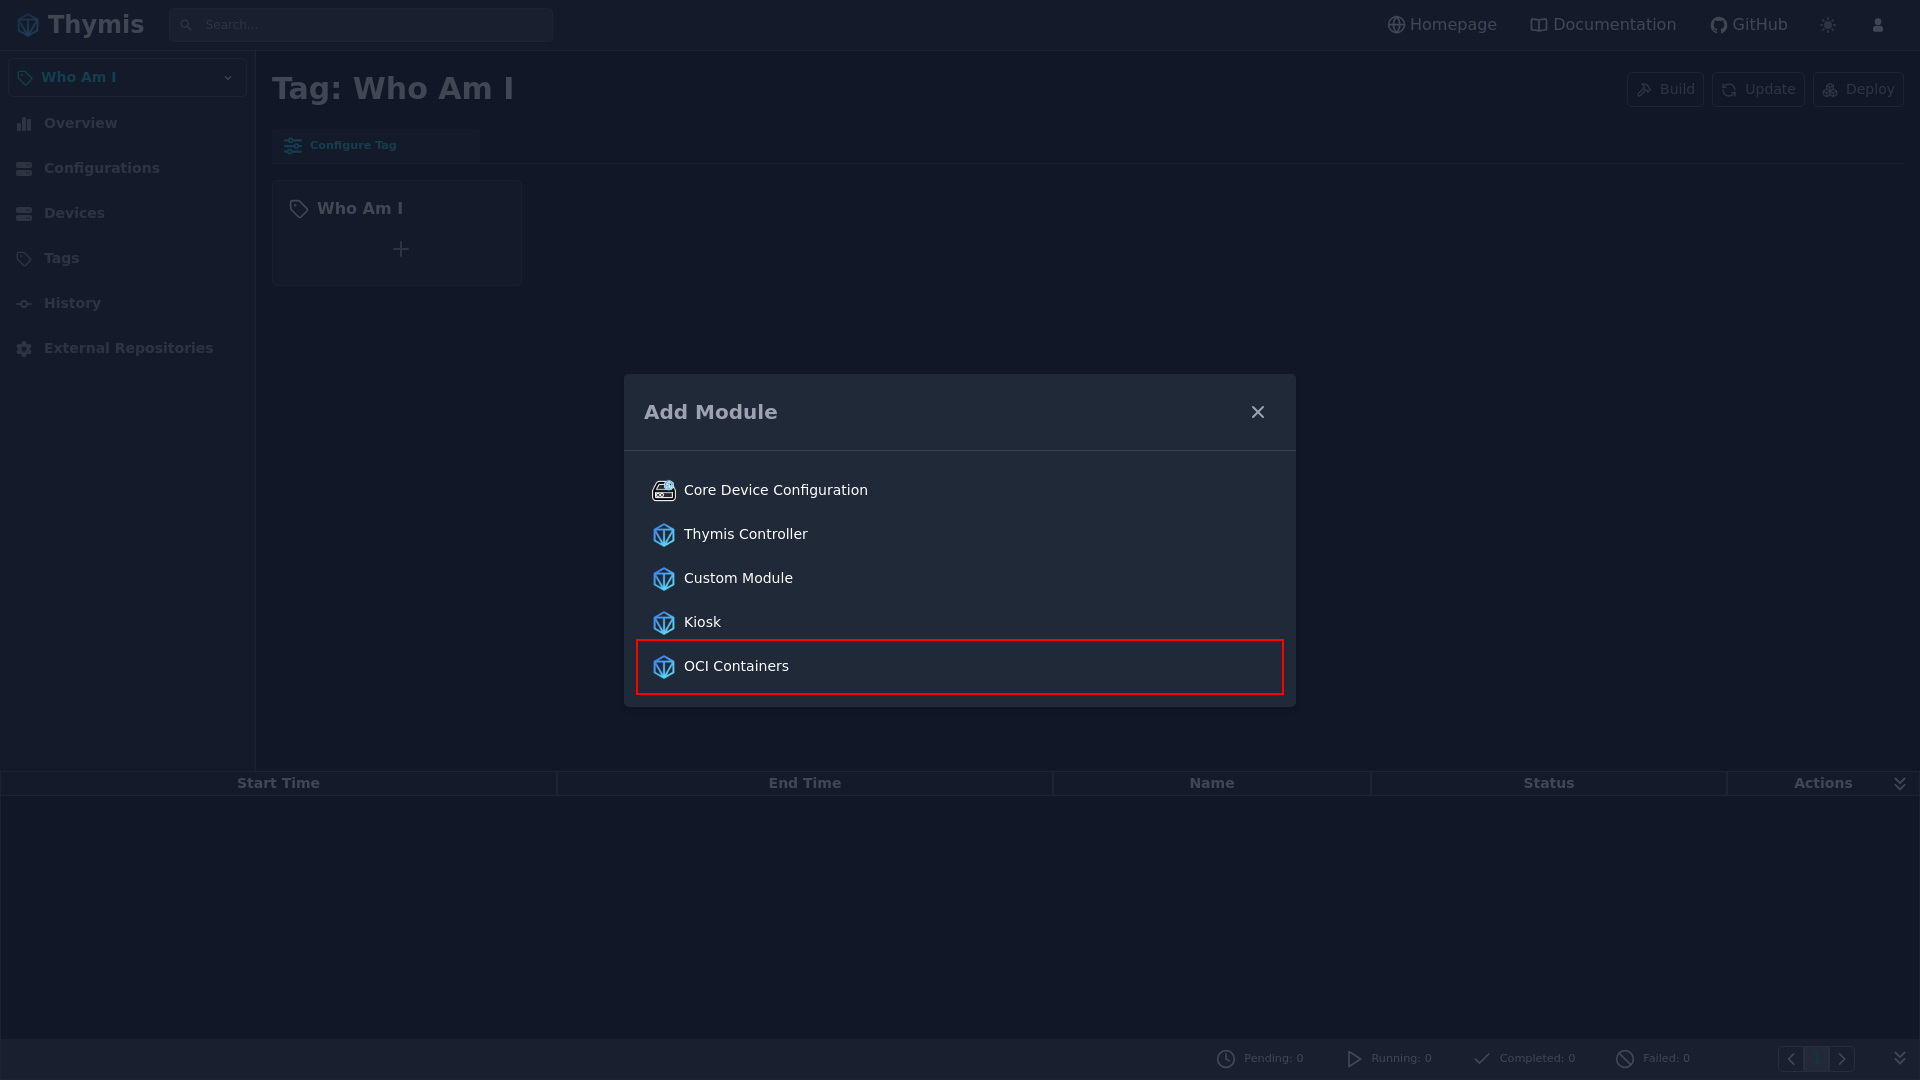 Thymis
Search...
Homepage
Documentation
GitHub
Who Am I
Overview
Configurations
Devices
Tags
History
External Repositories
Tag: Who Am I
Build
Update
Deploy
Configure Tag
Who Am I
Add Module
Core Device Configuration
Thymis Controller
Custom Module
Kiosk
OCI Containers
Start Time
End Time
Name
Status
Actions
Pending: 0
Running: 0
Completed: 0
Failed: 0